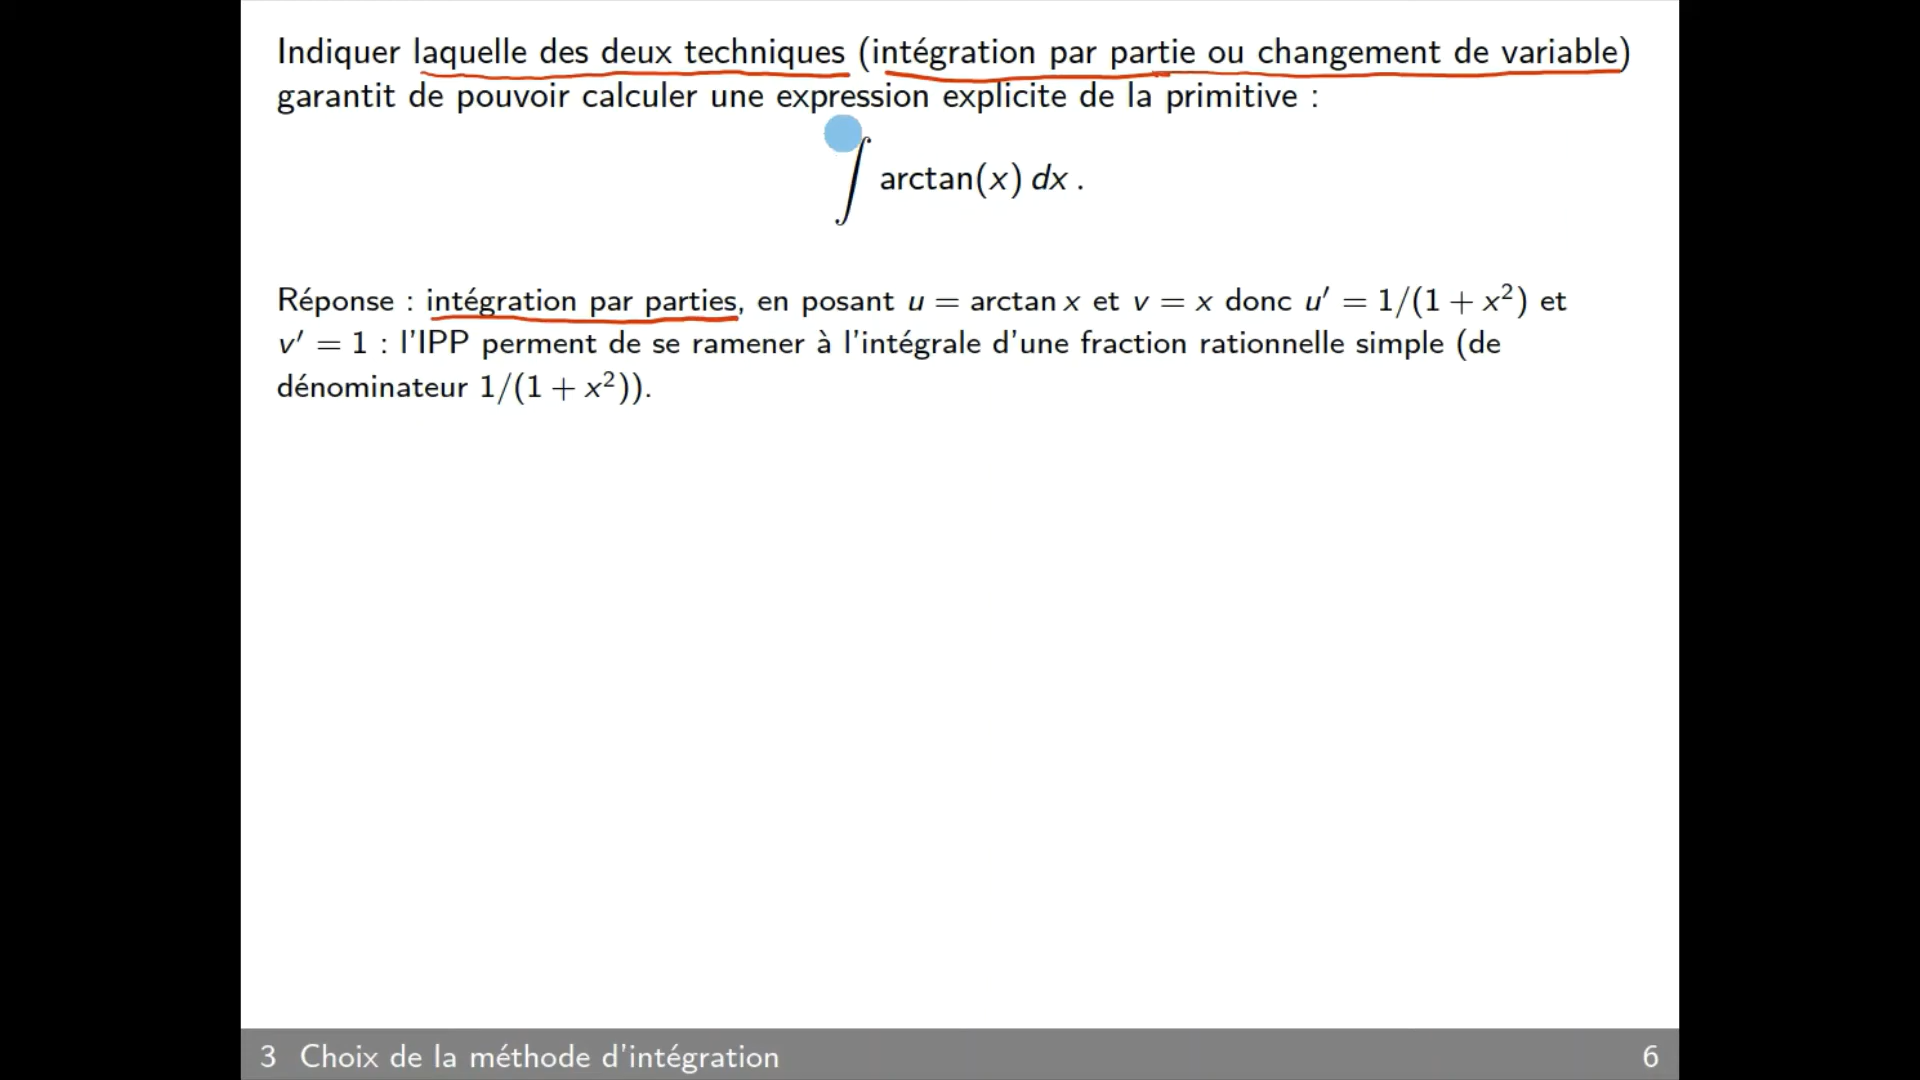 Indiquer laquelle des deux techniques (intégration par partie ou changement de variable)
garantit de pouvoir calculer une expression explicite de la primitive :
∫ arctan(x) dx .
Réponse : intégration par parties, en posant u = arctan x et v = x donc u′ = 1/(1 + x²) et
v′ = 1 : l'IPP perment de se ramener à l'intégrale d'une fraction rationnelle simple (de
dénominateur 1/(1 + x²)).
3 Choix de la méthode d'intégration 6